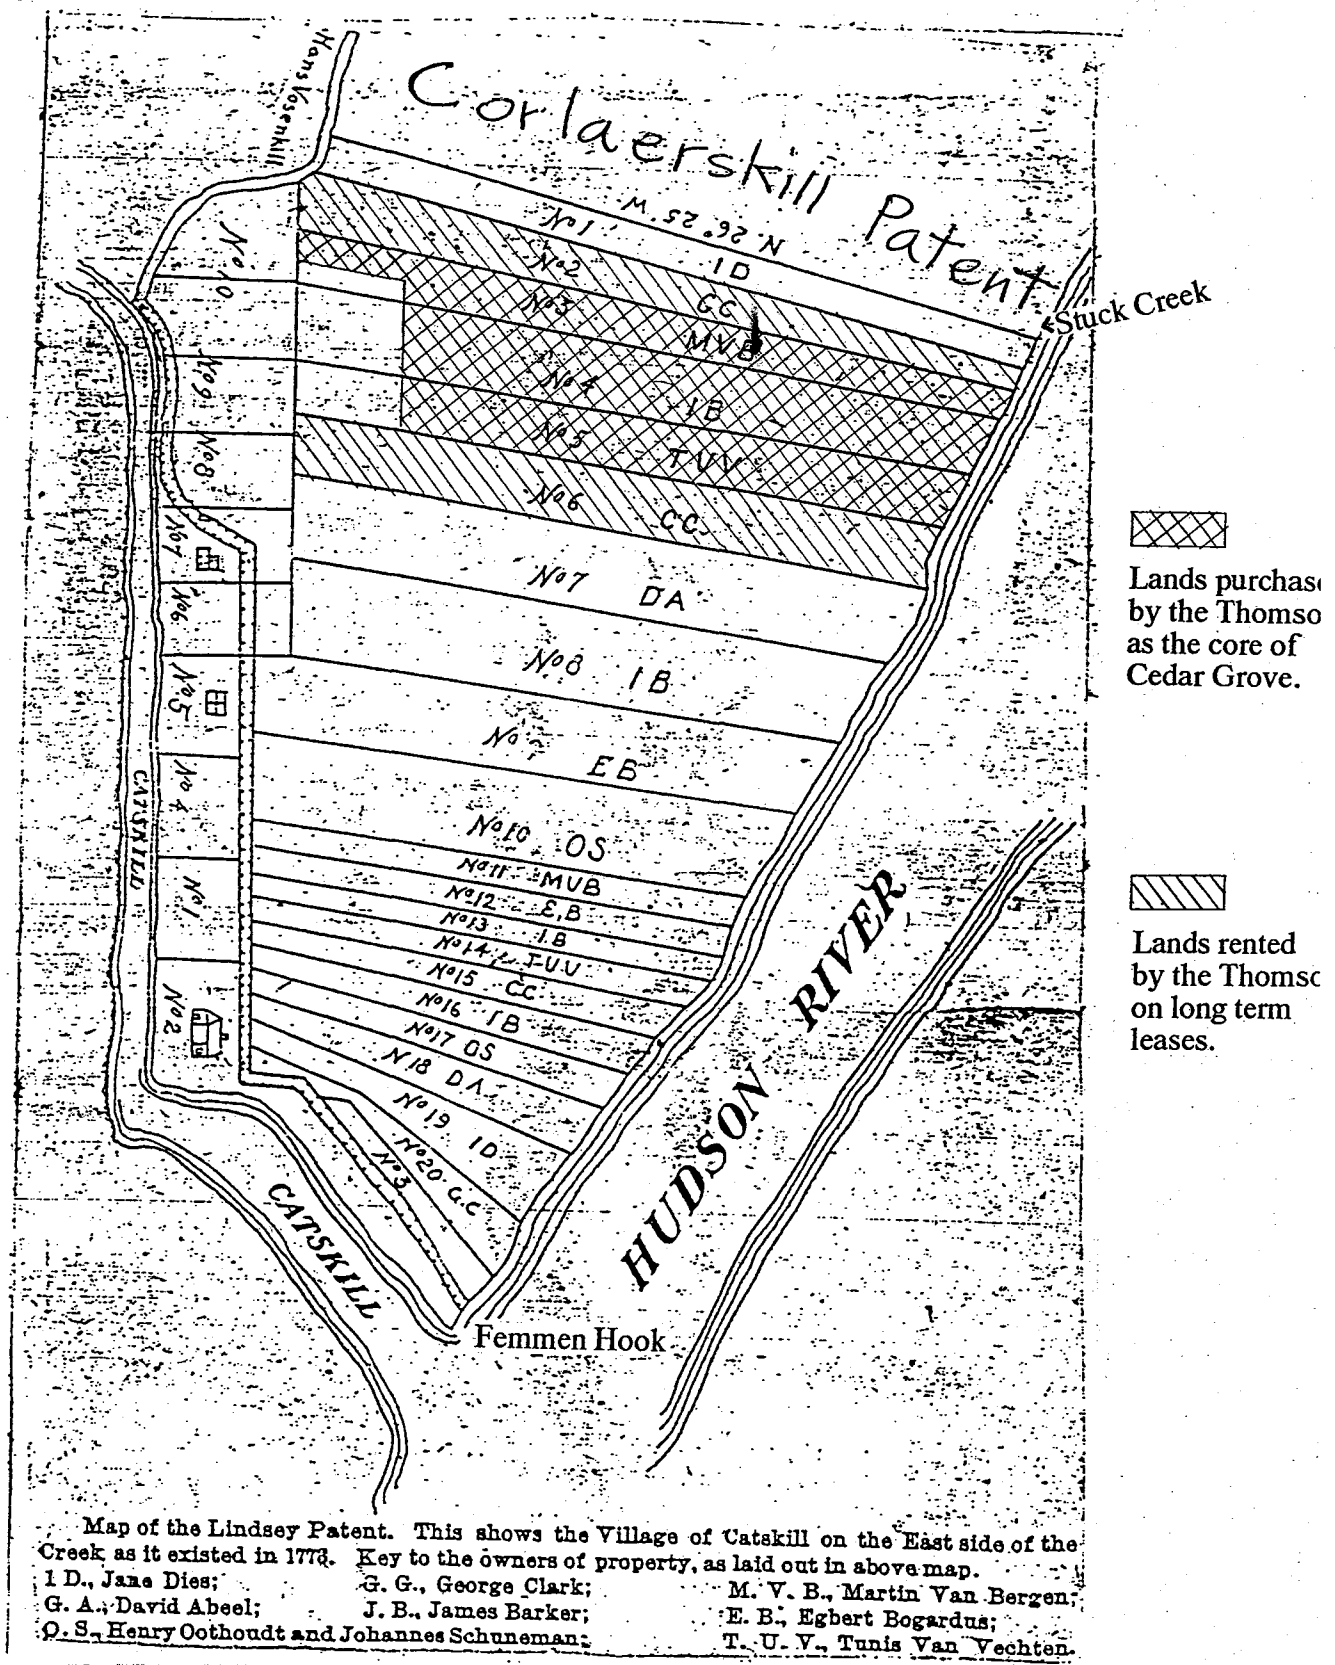 Corlaerskill Patent
Hans Vosenkill
N. 26° 25' W
No 1 ID
No 2 GC
No 3 MVB
No 4 IB
No 5 TUV
No 6 CC
No 7 DA
No 8 IB
No EB
No 10 OS
No 11 MVB
No 12 E,B
No 13 I.B
No 14 T.U.V
No 15 CC
No 16 IB
No 17 OS
N 18 DA
No 19 ID
No 20 G.C
No 3
No 10
No 9
No 8
No 7
No 6
No 5
No 4
No 1
No 2
CATSKILL
CATSKILL
HUDSON RIVER
Stuck Creek
Femmen Hook
Lands purchase
by the Thomso
as the core of
Cedar Grove.
Lands rented
by the Thomso
on long term
leases.
Map of the Lindsey Patent. This shows the Village of Catskill on the East side of the
Creek as it existed in 1773. Key to the owners of property, as laid out in above map.
1 D., Jane Dies; G. G., George Clark; M. V. B., Martin Van Bergen;
G. A., David Abeel; J. B., James Barker; E. B., Egbert Bogardus;
O. S., Henry Oothoudt and Johannes Schuneman; T. U. V., Tunis Van Vechten.